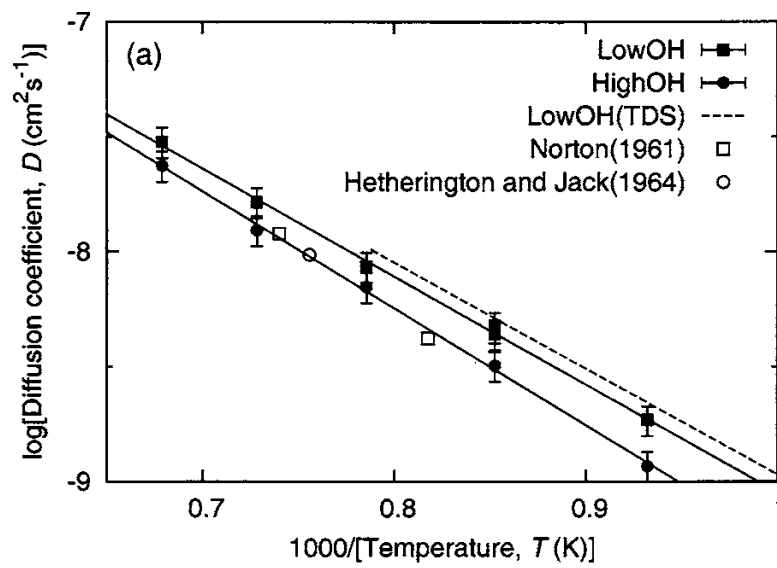 -7
(a)
LowOH
HighOH
LowOH(TDS)
Norton(1961)
Hetherington and Jack(1964)
log[Diffusion coefficient, D (cm²s⁻¹)]
-8
-9
0.7
0.8
0.9
1
1000/[Temperature, T (K)]